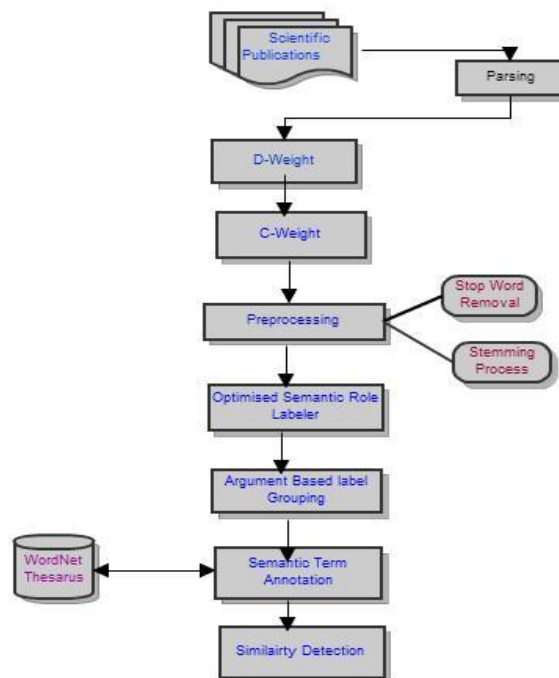 Scientific
Publications
Parsing
D-Weight
C-Weight
Stop Word
Removal
Preprocessing
Stemming
Process
Optimised Semantic Role
Labeler
Argument Based label
Grouping
WordNet
Thesarus
Semantic Term
Annotation
Similairty Detection